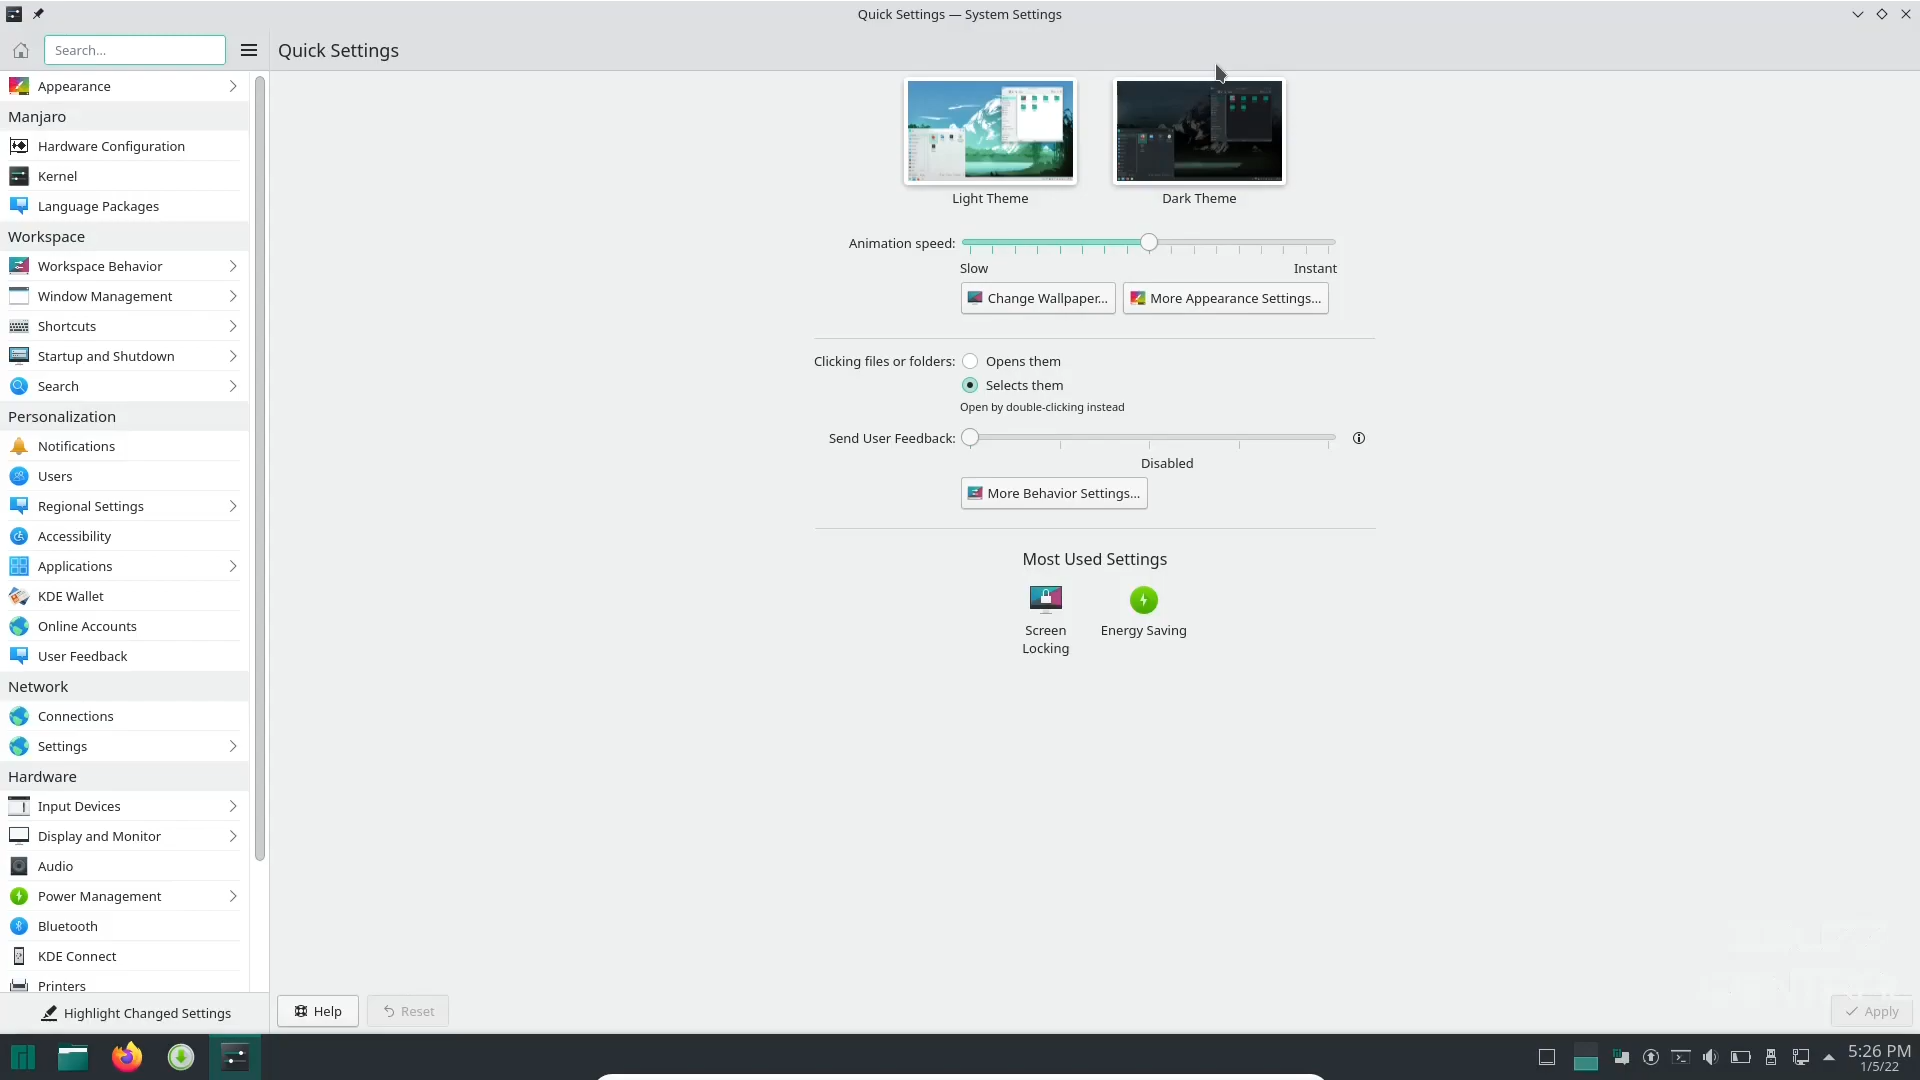 Quick Settings — System Settings
Search...
Quick Settings
Appearance
Manjaro
Hardware Configuration
Kernel
Language Packages
Workspace
Workspace Behavior
Window Management
Shortcuts
Startup and Shutdown
Search
Personalization
Notifications
Users
Regional Settings
Accessibility
Applications
KDE Wallet
Online Accounts
User Feedback
Network
Connections
Settings
Hardware
Input Devices
Display and Monitor
Audio
Power Management
Bluetooth
KDE Connect
Printers
Highlight Changed Settings
Light Theme
Dark Theme
Animation speed:
Slow
Instant
Change Wallpaper...
More Appearance Settings...
Clicking files or folders:
Opens them
Selects them
Open by double-clicking instead
Send User Feedback:
Disabled
More Behavior Settings...
Most Used Settings
Screen
Locking
Energy Saving
Help
Reset
Apply
5:26 PM
1/5/22